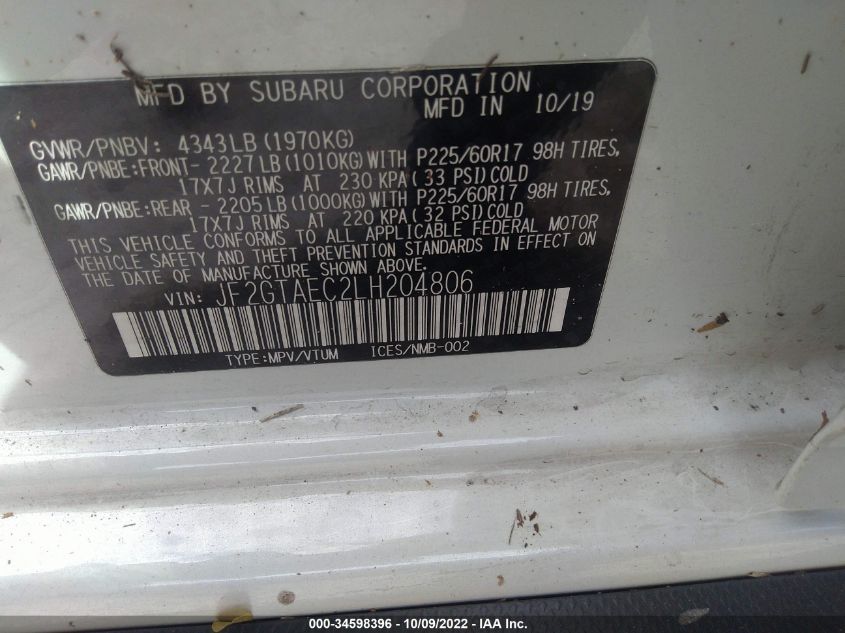 MFD BY SUBARU CORPORATION
MFD IN 10/19
GVWR/PNBV: 4343LB (1970KG)
GAWR/PNBE:FRONT- 2227LB(1010KG)WITH P225/60R17 98H TIRES,
17X7J RIMS AT 230 KPA(33 PSI)COLD
GAWR/PNBE:REAR - 2205LB(1000KG)WITH P225/60R17 98H TIRES,
17X7J RIMS AT 220 KPA(32 PSI)COLD
THIS VEHICLE CONFORMS TO ALL APPLICABLE FEDERAL MOTOR
VEHICLE SAFETY AND THEFT PREVENTION STANDARDS IN EFFECT ON
THE DATE OF MANUFACTURE SHOWN ABOVE.
VIN: JF2GTAEC2LH204806
TYPE:MPV/VTUM ICES/NMB-002
000-34598396 - 10/09/2022 - IAA Inc.